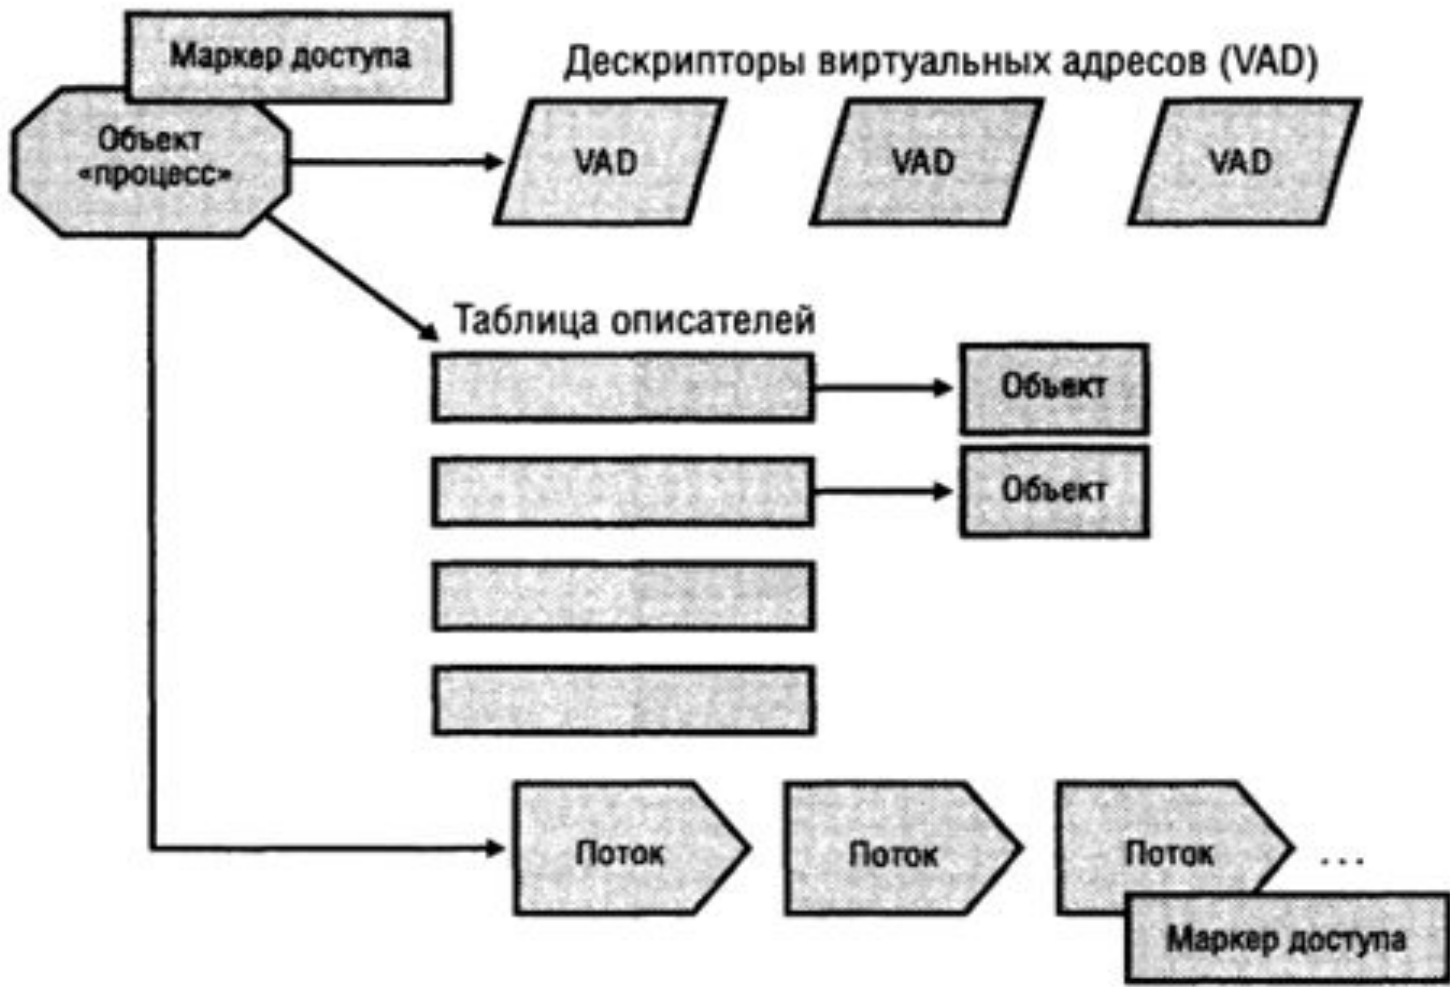 Маркер доступа
Дескрипторы виртуальных адресов (VAD)
Объект
«процесс»
VAD
VAD
VAD
Таблица описателей
Объект
Объект
Поток
Поток
Поток
...
Маркер доступа